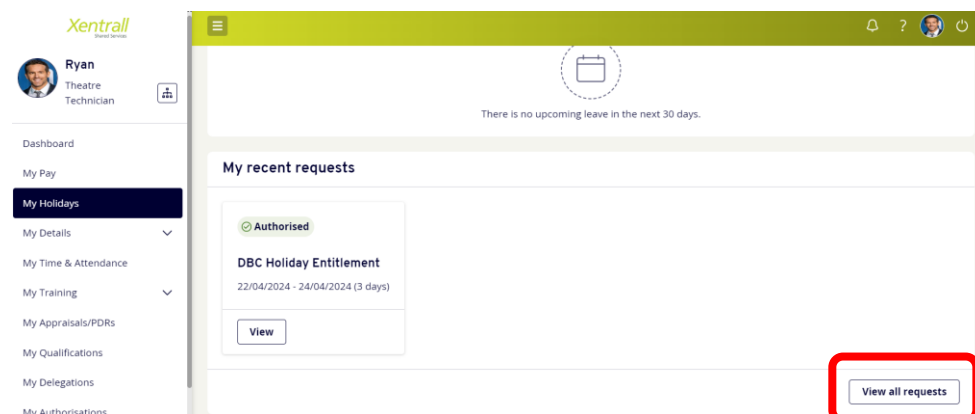 Xentrall
Shared Services
Ryan
Theatre
Technician
Dashboard
My Pay
My Holidays
My Details
My Time & Attendance
My Training
My Appraisals/PDRs
My Qualifications
My Delegations
My Authorisations
?
There is no upcoming leave in the next 30 days.
My recent requests
Authorised
DBC Holiday Entitlement
22/04/2024 - 24/04/2024 (3 days)
View
View all requests